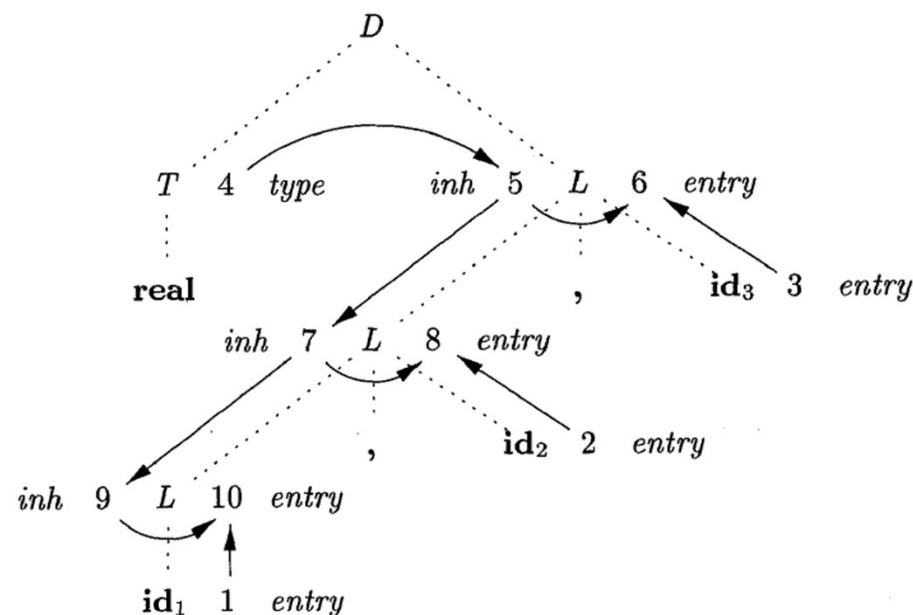 D
T 4 type inh 5 L 6 entry
real , id₃ 3 entry
inh 7 L 8 entry
, id₂ 2 entry
inh 9 L 10 entry
id₁ 1 entry